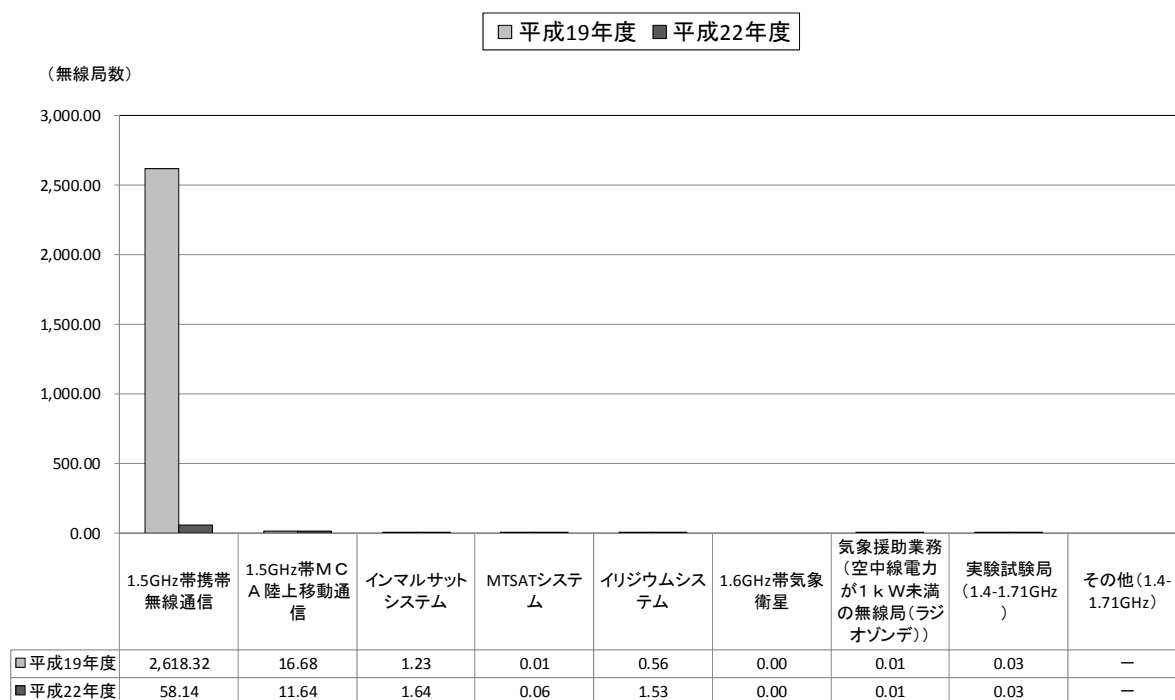 平成19年度 平成22年度
（無線局数）
3,000.00
2,500.00
2,000.00
1,500.00
1,000.00
500.00
0.00
1.5GHz帯携帯
無線通信
1.5GHz帯ＭＣ
Ａ陸上移動通
信
インマルサット
システム
MTSATシステ
ム
イリジウムシス
テム
1.6GHz帯気象
衛星
気象援助業務
（空中線電力
が１ｋＷ未満
の無線局（ラジ
オゾンデ））
実験試験局
（1.4-1.71GHz
）
その他（1.4-
1.71GHz）
平成19年度 2,618.32 16.68 1.23 0.01 0.56 0.00 0.01 0.03 －
平成22年度 58.14 11.64 1.64 0.06 1.53 0.00 0.01 0.03 －